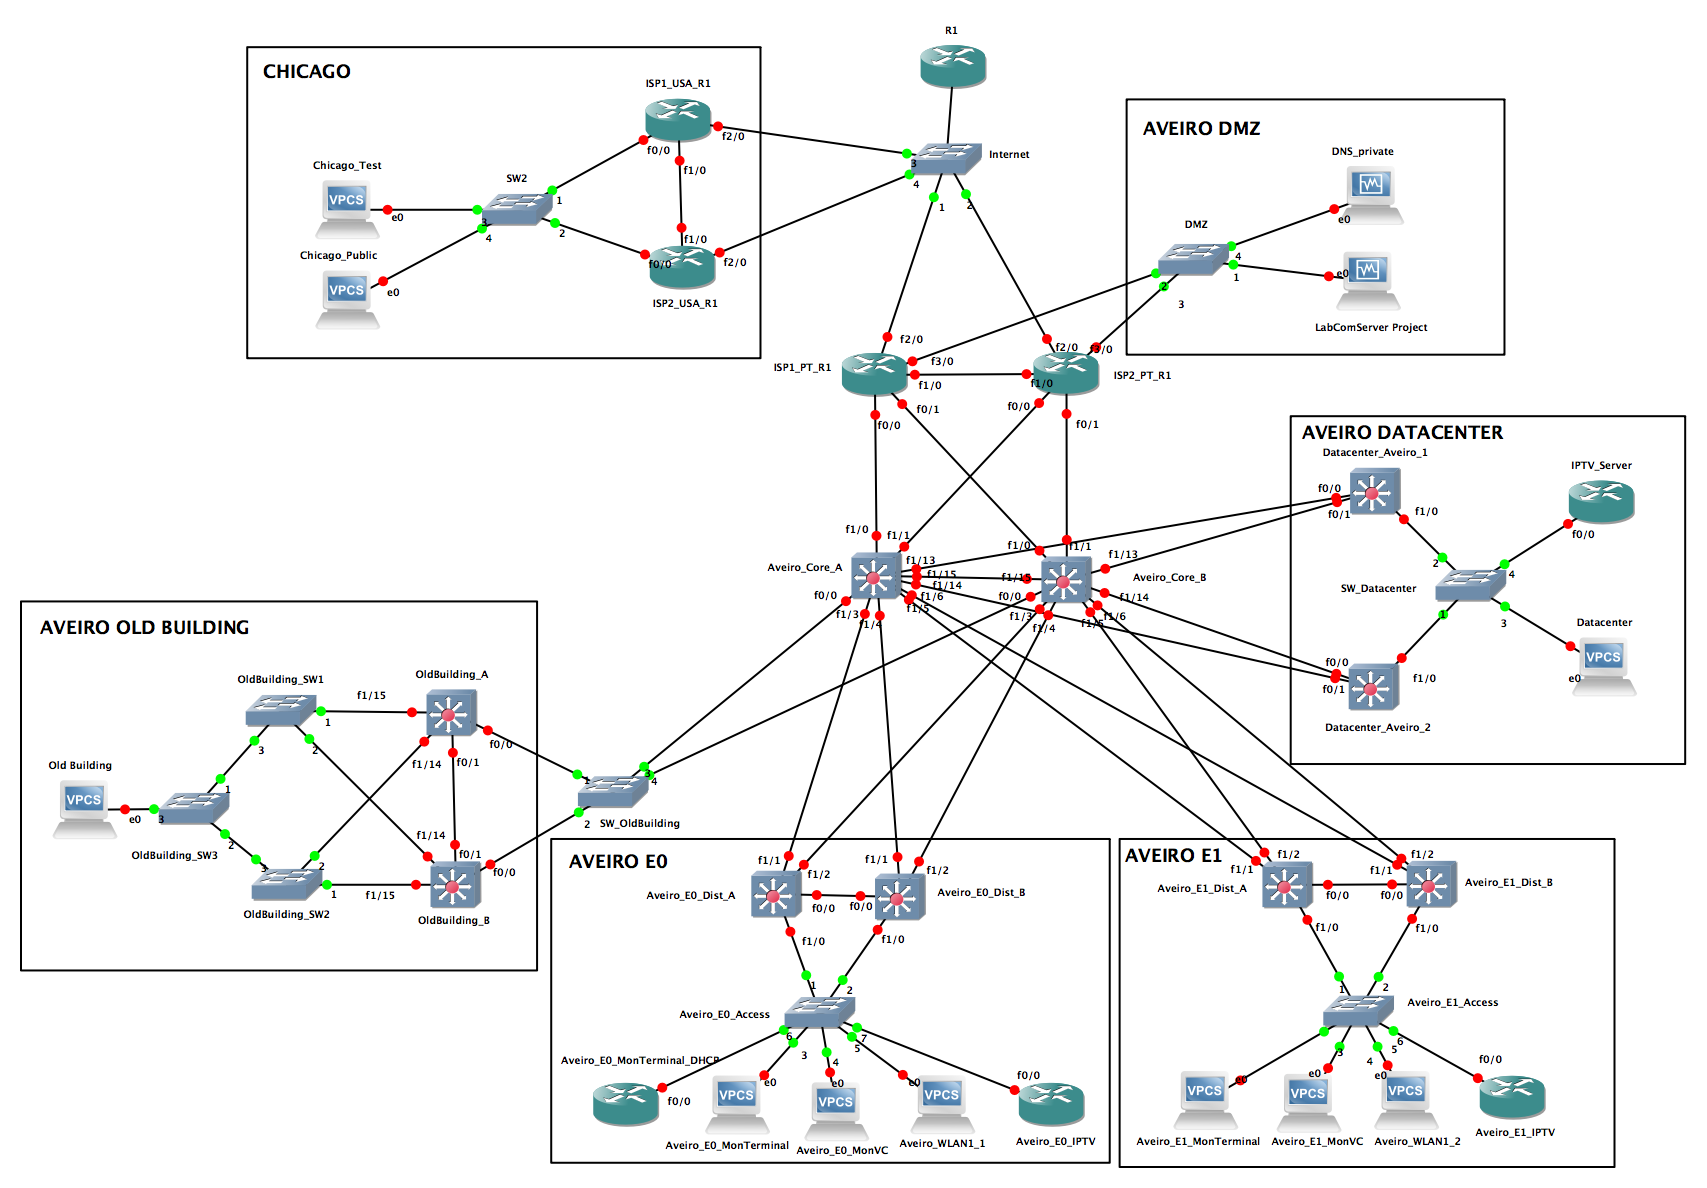 R1
CHICAGO
ISP1_USA_R1
f2/0
f0/0
f1/0
Chicago_Test
VPCS
e0
SW2
1
3
4
2
Chicago_Public
VPCS
e0
f1/0
f0/0
f2/0
ISP2_USA_R1
Internet
3
4
1
2
AVEIRO DMZ
DNS_private
e0
DMZ
4
1
2
3
e0
LabComServer Project
ISP1_PT_R1
f2/0
f3/0
f1/0
f0/1
f0/0
f2/0
f3/0
f1/0
ISP2_PT_R1
f0/0
f0/1
AVEIRO DATACENTER
Datacenter_Aveiro_1
f0/0
f0/1
f1/0
IPTV_Server
f0/0
2
4
SW_Datacenter
1
3
Datacenter
VPCS
e0
f0/0
f0/1
f1/0
Datacenter_Aveiro_2
Aveiro_Core_A
f1/0
f1/1
f1/13
f1/15
f1/14
f1/6
f1/5
f0/0
f1/3
f1/4
f1/0
f1/1
f1/13
f1/15
Aveiro_Core_B
f0/0
f1/14
f1/3
f1/4
f1/5
f1/6
AVEIRO OLD BUILDING
OldBuilding_SW1
1
2
3
f1/15
OldBuilding_A
f0/0
f1/14
f0/1
Old Building
VPCS
e0
3
1
2
OldBuilding_SW3
f1/14
f0/1
f0/0
3
2
1
f1/15
OldBuilding_SW2
OldBuilding_B
1
3
4
2
SW_OldBuilding
AVEIRO E0
f1/1
f1/2
f1/1
f1/2
Aveiro_E0_Dist_A
f0/0
f0/0
Aveiro_E0_Dist_B
f1/0
f1/0
1
2
Aveiro_E0_Access
6
3
4
5
7
Aveiro_E0_MonTerminal_DHCP
f0/0
VPCS
e0
Aveiro_E0_MonTerminal
VPCS
e0
Aveiro_E0_MonVC
VPCS
e0
Aveiro_WLAN1_1
f0/0
Aveiro_E0_IPTV
AVEIRO E1
f1/1
f1/2
f1/1
f1/2
Aveiro_E1_Dist_A
f0/0
f0/0
Aveiro_E1_Dist_B
f1/0
f1/0
1
2
Aveiro_E1_Access
3
4
5
6
VPCS
e0
Aveiro_E1_MonTerminal
VPCS
e0
Aveiro_E1_MonVC
VPCS
e0
Aveiro_WLAN1_2
f0/0
Aveiro_E1_IPTV